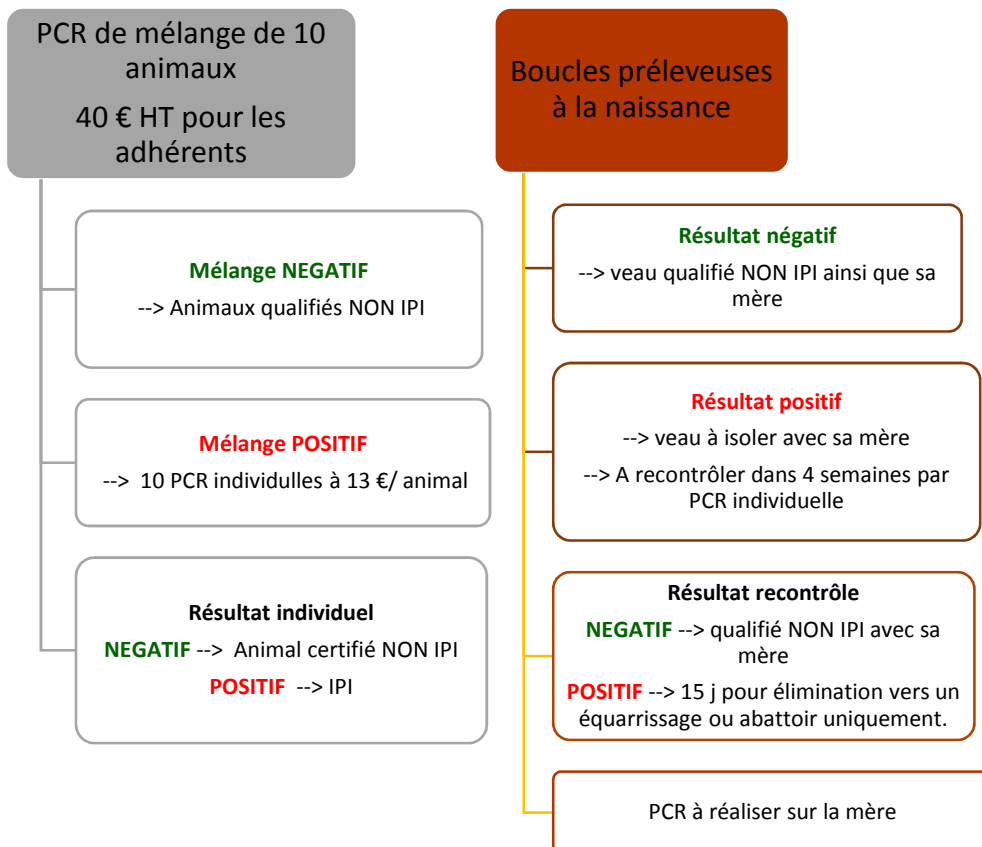 PCR de mélange de 10
animaux
40 € HT pour les
adhérents
Mélange NEGATIF
--> Animaux qualifiés NON IPI
Mélange POSITIF
--> 10 PCR individulles à 13 €/ animal
Résultat individuel
NEGATIF --> Animal certifié NON IPI
POSITIF --> IPI
Boucles préleveuses
à la naissance
Résultat négatif
--> veau qualifié NON IPI ainsi que sa
mère
Résultat positif
--> veau à isoler avec sa mère
--> A recontrôler dans 4 semaines par
PCR individuelle
Résultat recontrôle
NEGATIF --> qualifié NON IPI avec sa
mère
POSITIF --> 15 j pour élimination vers un
équarrissage ou abattoir uniquement.
PCR à réaliser sur la mère